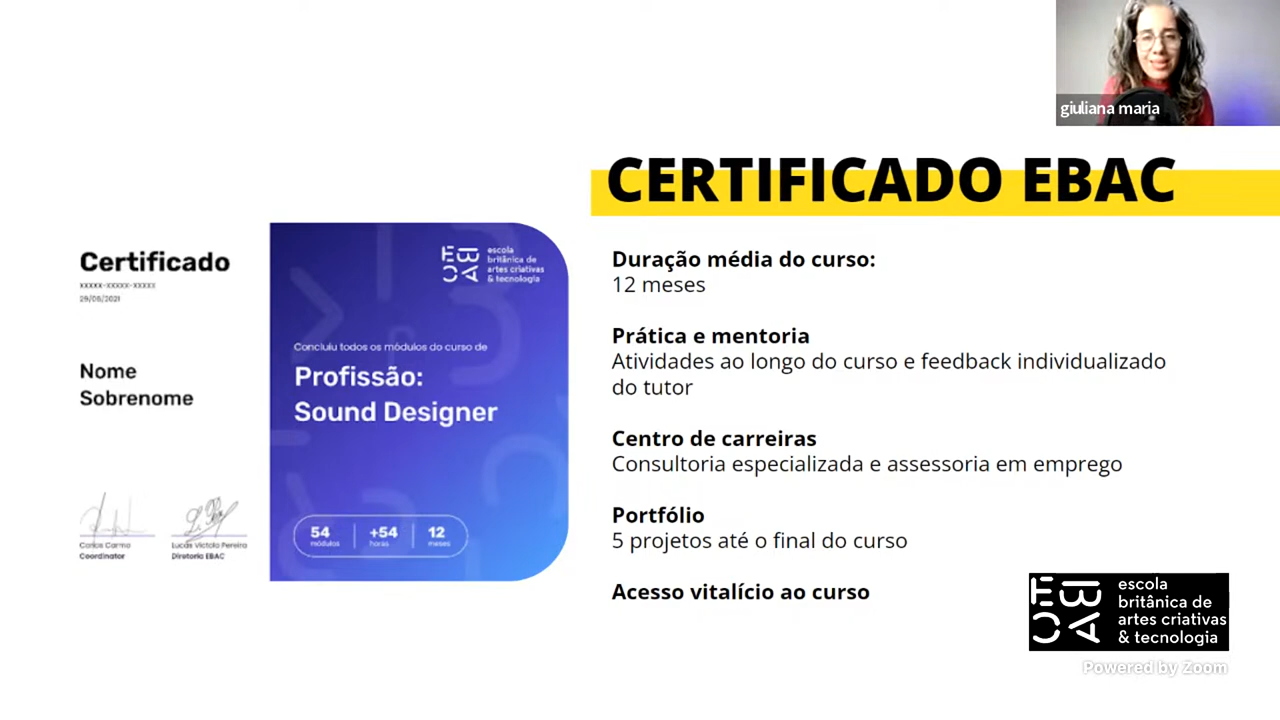 giuliana maria
CERTIFICADO EBAC
Certificado
xxxxx-xxxxx-xxxxx
29/08/2021
Nome
Sobrenome
Carlos Carmo
Coordinator
Lucas Victola Pereira
Diretoria EBAC
escola
britânica de
artes criativas
& tecnologia
Concluiu todos os módulos do curso de
Profissão:
Sound Designer
54
módulos
+54
horas
12
meses
Duração média do curso:
12 meses
Prática e mentoria
Atividades ao longo do curso e feedback individualizado
do tutor
Centro de carreiras
Consultoria especializada e assessoria em emprego
Portfólio
5 projetos até o final do curso
Acesso vitalício ao curso
escola
britânica de
artes criativas
& tecnologia
Powered by Zoom